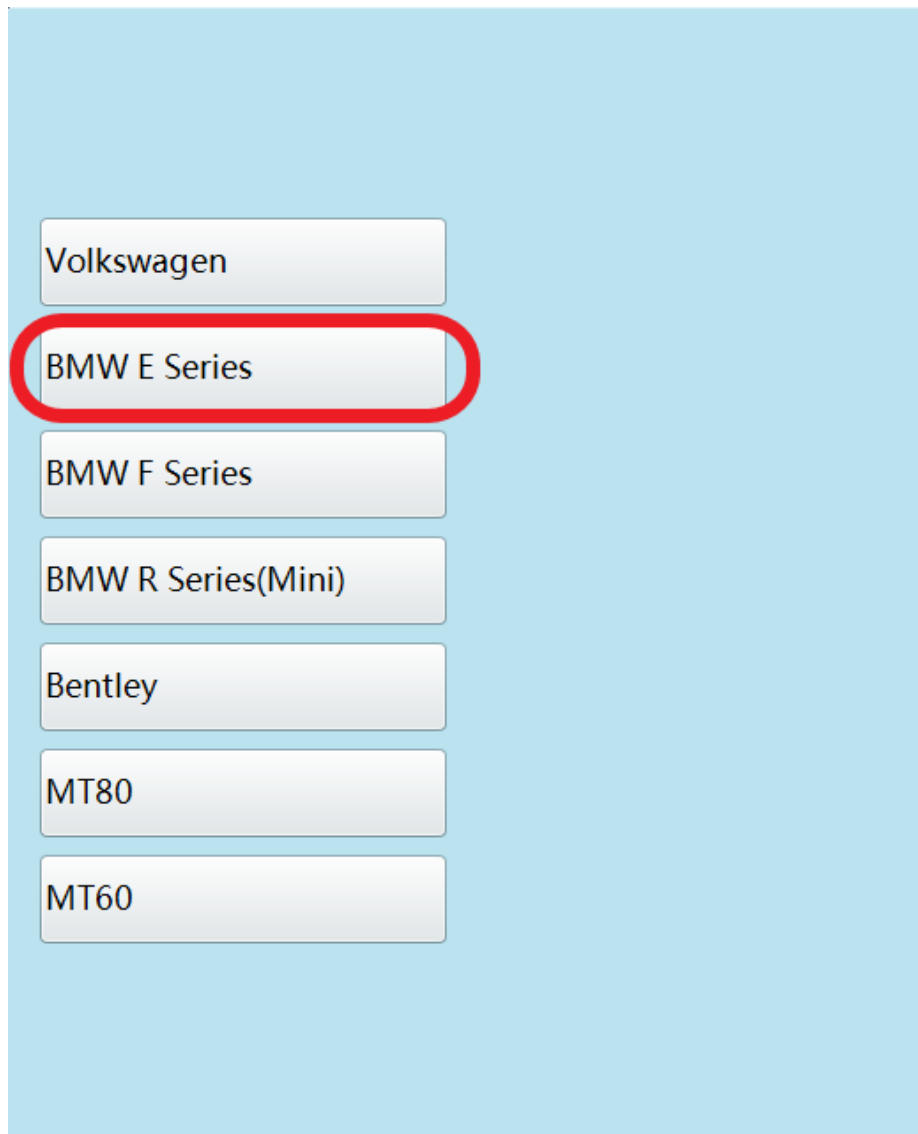 Volkswagen
BMW E Series
BMW F Series
BMW R Series(Mini)
Bentley
MT80
MT60